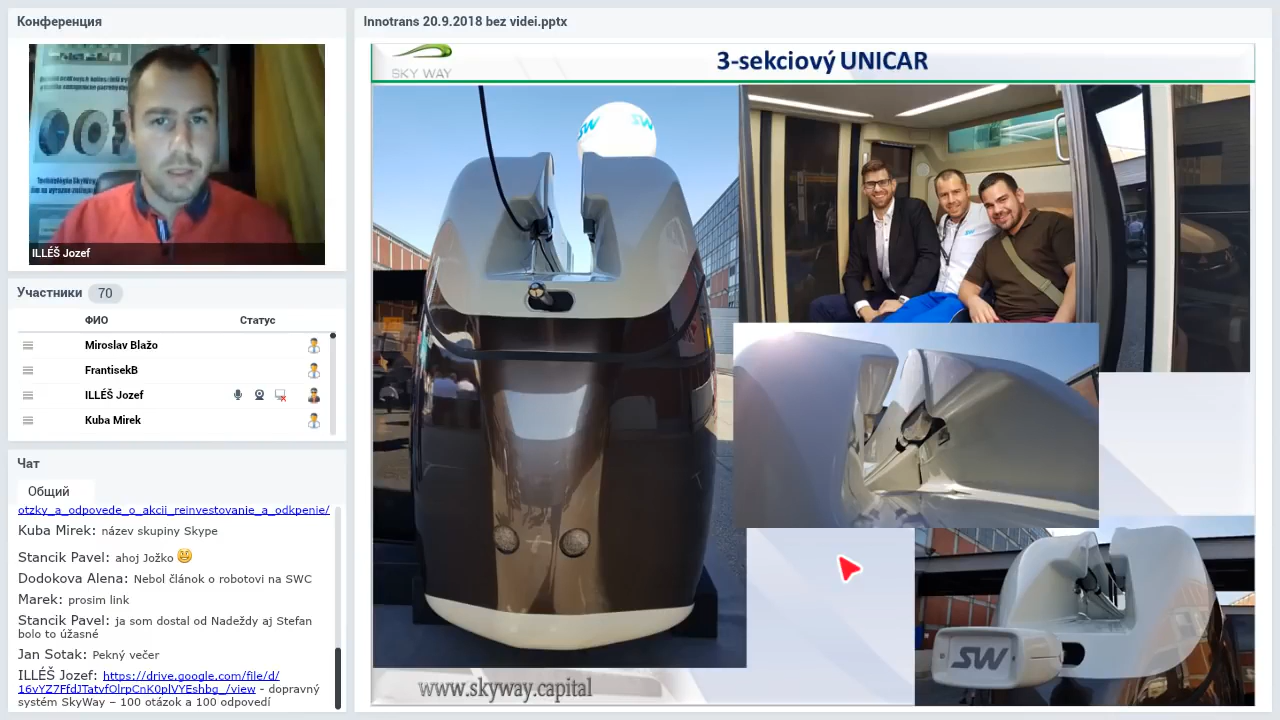 Конференция
ILLÉŠ Jozef
Участники 70
ФИО Статус
Miroslav Blažo
FrantisekB
ILLÉŠ Jozef
Kuba Mirek
Чат
Общий
otzky_a_odpovede_o_akcii_reinvestovanie_a_odkpenie/
Kuba Mirek: název skupiny Skype
Stancik Pavel: ahoj Jožko
Dodokova Alena: Nebol článok o robotovi na SWC
Marek: prosim link
Stancik Pavel: ja som dostal od Nadeždy aj Stefan
bolo to úžasné
Jan Sotak: Pekný večer
ILLÉŠ Jozef: https://drive.google.com/file/d/
16vYZ7FfdJTatvfOlrpCnK0plVYEshbg_/view - dopravný
systém SkyWay – 100 otázok a 100 odpovedí
Innotrans 20.9.2018 bez videi.pptx
SKY WAY
3-sekciový UNICAR
SW
SW
SW
www.skyway.capital